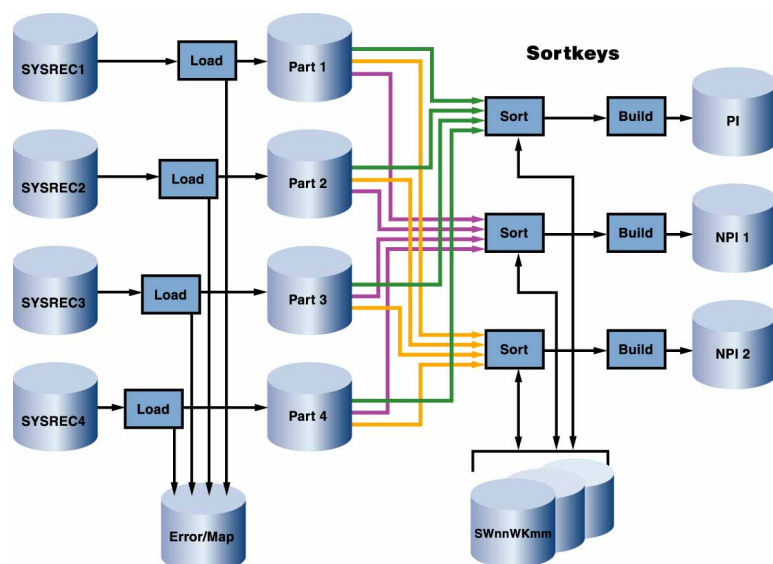 Sortkeys
SYSREC1
Load
Part 1
Sort
Build
PI
SYSREC2
Load
Part 2
SYSREC3
Load
Part 3
Sort
Build
NPI 1
SYSREC4
Load
Part 4
Sort
Build
NPI 2
Error/Map
SWnnWKmm